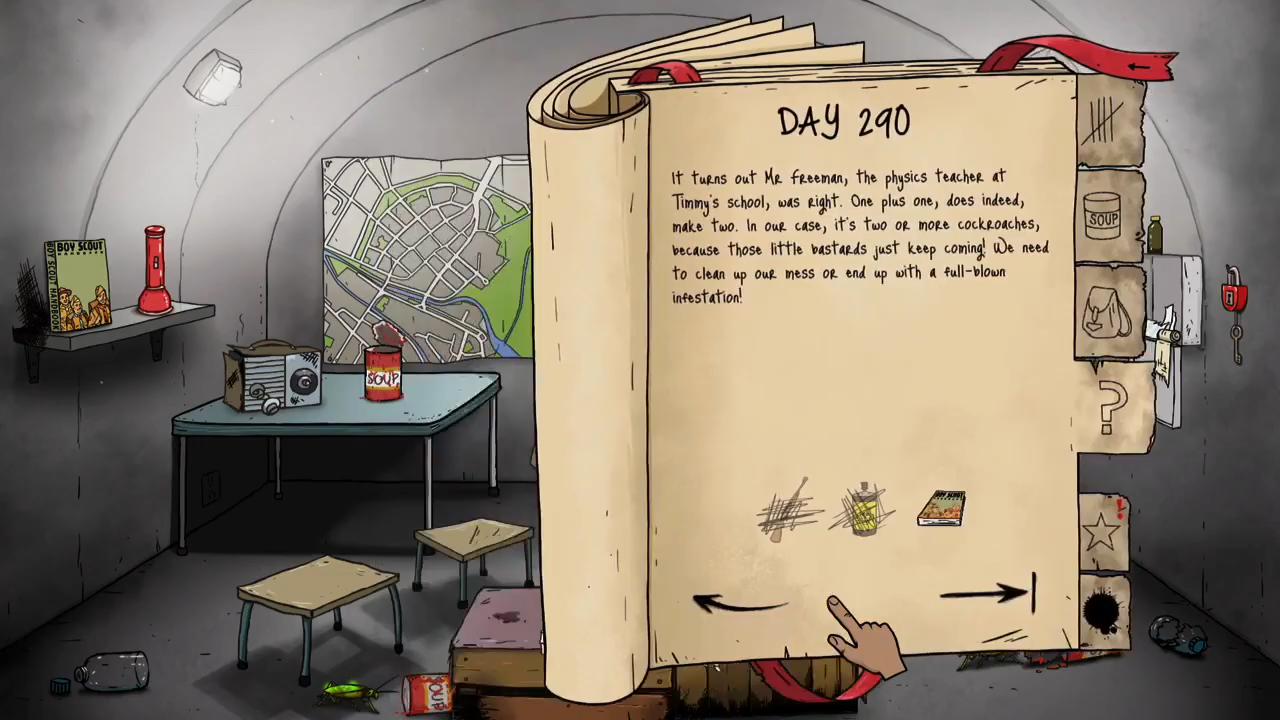 DAY 290
It turns out Mr Freeman, the physics teacher at
Timmy's school, was right. One plus one, does indeed,
make two. In our case, it's two or more cockroaches,
because those little bastards just keep coming! We need
to clean up our mess or end up with a full-blown
infestation!
BOY SCOUT
BOY SCOUT HANDBOOK
SOUP
SOUP
SOUP
BOY SCOUT
?
!